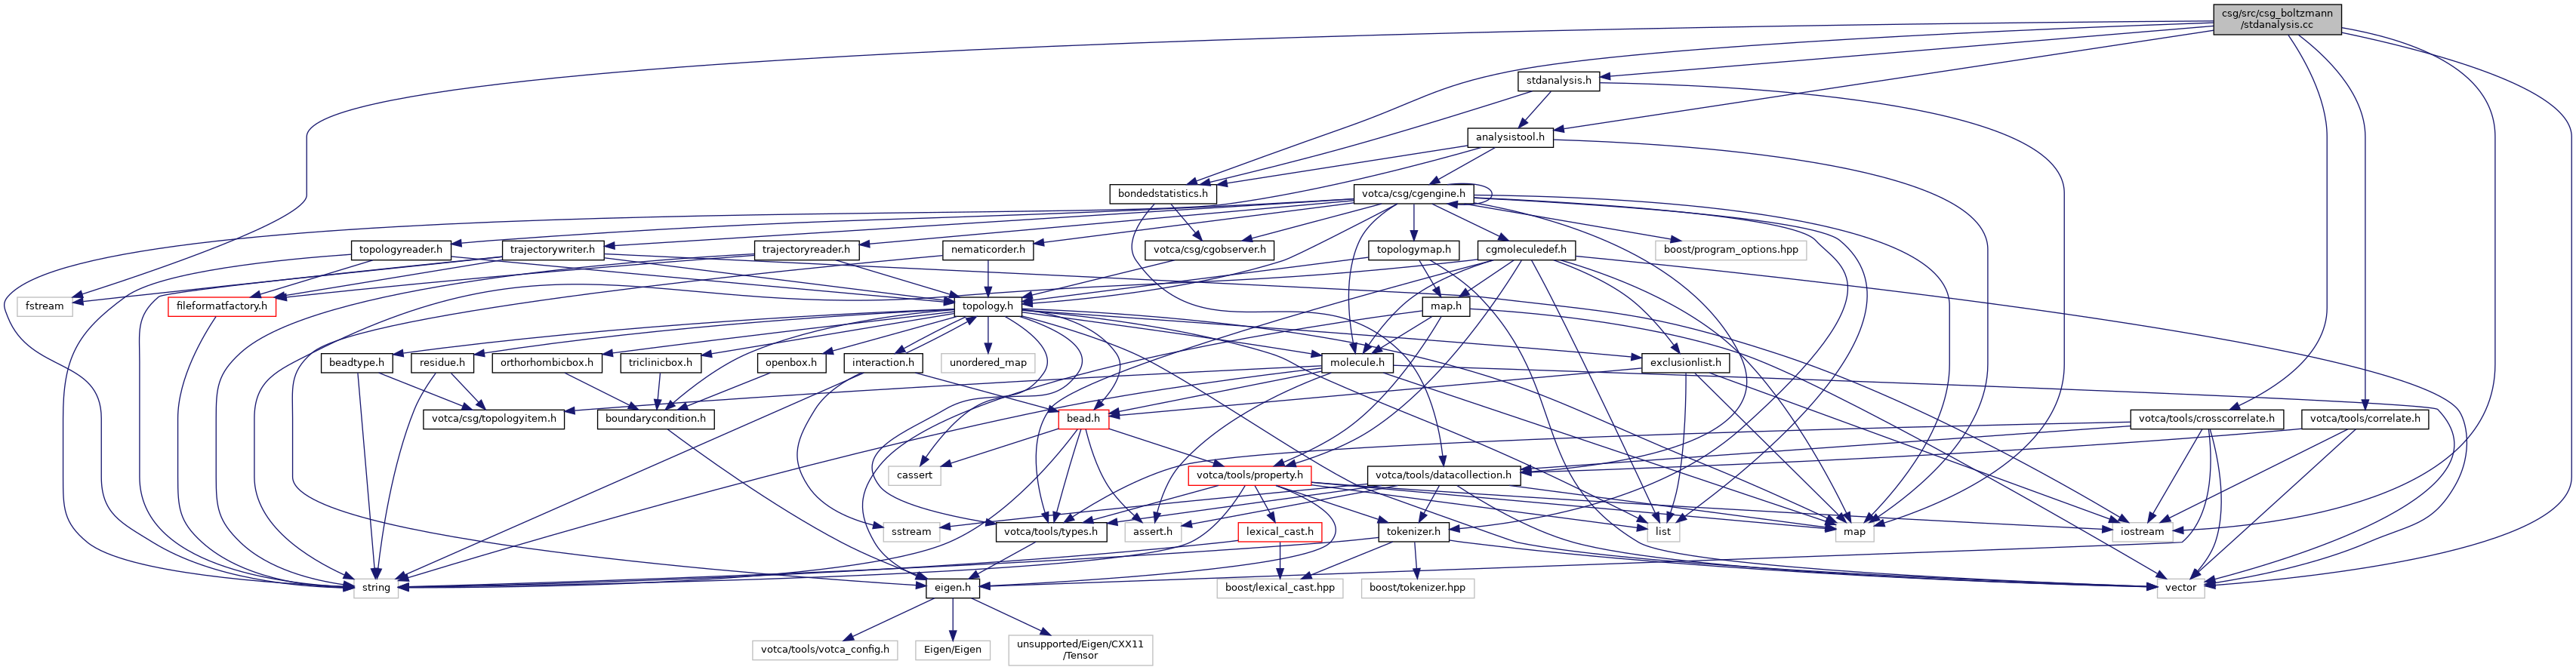 csg/src/csg_boltzmann
/stdanalysis.cc
stdanalysis.h
analysistool.h
bondedstatistics.h
votca/csg/cgengine.h
topologyreader.h
trajectorywriter.h
trajectoryreader.h
nematicorder.h
votca/csg/cgobserver.h
topologymap.h
cgmoleculedef.h
boost/program_options.hpp
fstream
fileformatfactory.h
topology.h
map.h
beadtype.h
residue.h
orthorhombicbox.h
triclinicbox.h
openbox.h
interaction.h
unordered_map
molecule.h
exclusionlist.h
votca/csg/topologyitem.h
boundarycondition.h
bead.h
votca/tools/crosscorrelate.h
votca/tools/correlate.h
cassert
votca/tools/property.h
votca/tools/datacollection.h
sstream
votca/tools/types.h
assert.h
lexical_cast.h
tokenizer.h
list
map
iostream
string
eigen.h
boost/lexical_cast.hpp
boost/tokenizer.hpp
vector
votca/tools/votca_config.h
Eigen/Eigen
unsupported/Eigen/CXX11
/Tensor